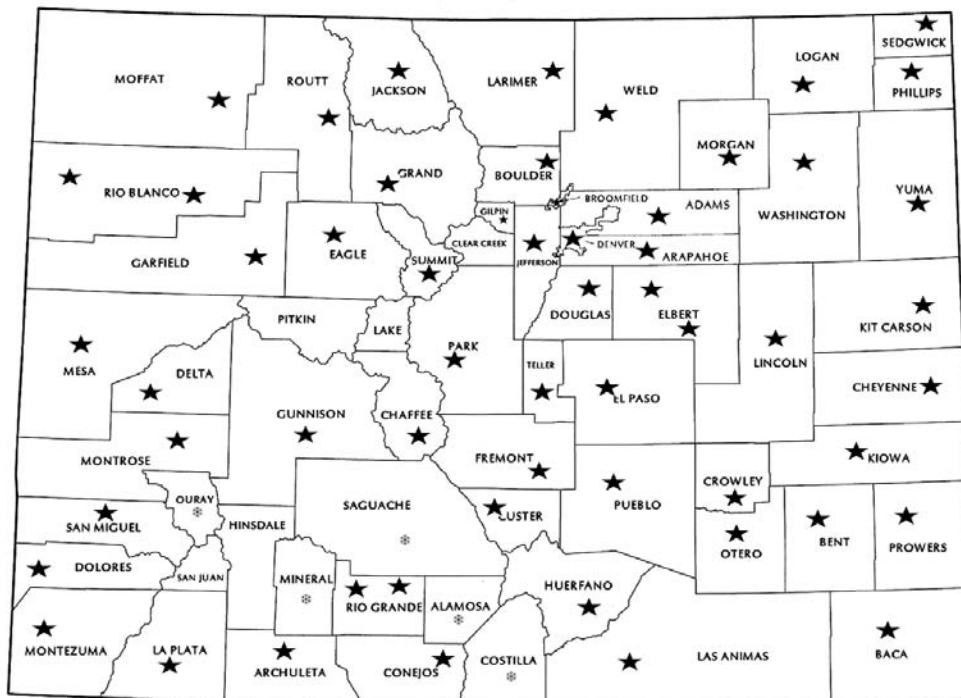 SEDGWICK
LOGAN
MOFFAT
ROUTT
JACKSON
LARIMER
WELD
PHILLIPS
MORGAN
RIO BLANCO
GRAND
BOULDER
YUMA
BROOMFIELD
ADAMS
WASHINGTON
GILPIN
CLEAR CREEK
DENVER
GARFIELD
EAGLE
SUMMIT
JEFFERSON
ARAPAHOE
PITKIN
LAKE
DOUGLAS
ELBERT
KIT CARSON
MESA
DELTA
PARK
TELLER
LINCOLN
CHEYENNE
GUNNISON
CHAFFEE
EL PASO
MONTROSE
FREMONT
KIOWA
OURAY
SAGUACHE
CROWLEY
SAN MIGUEL
HINSDALE
CUSTER
PUEBLO
OTERO
BENT
PROWERS
DOLORES
SAN JUAN
MINERAL
RIO GRANDE
ALAMOSA
HUERFANO
MONTEZUMA
LA PLATA
ARCHULETA
CONEJOS
COSTILLA
LAS ANIMAS
BACA